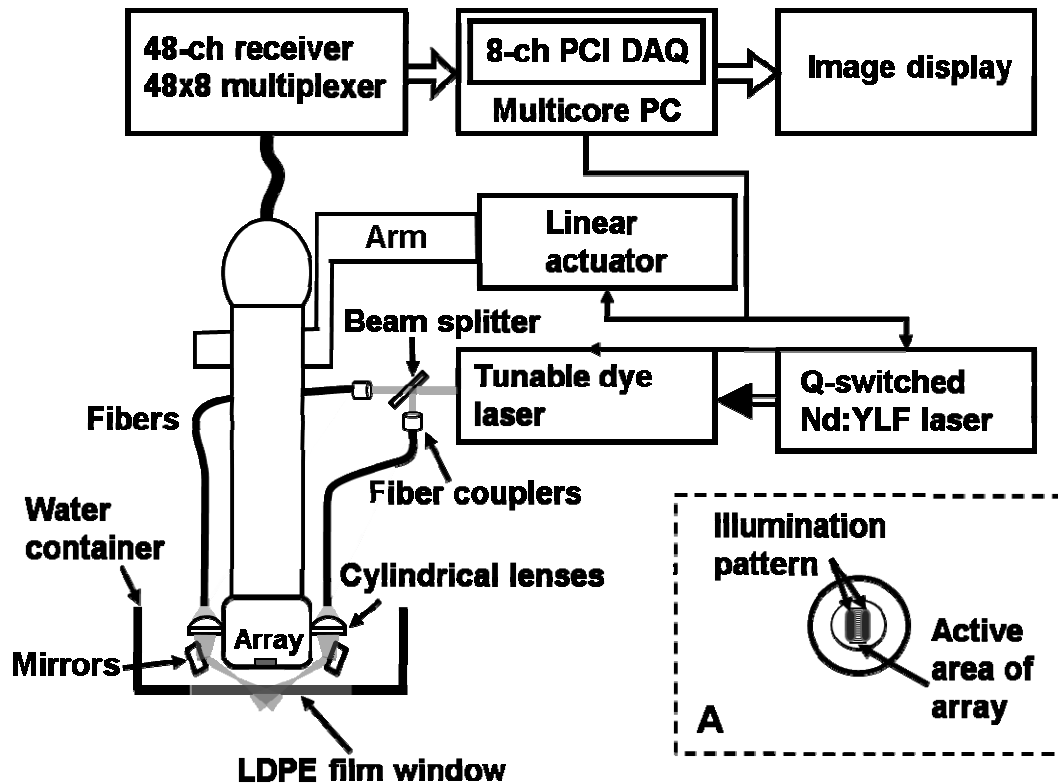 48-ch receiver
48x8 multiplexer
8-ch PCI DAQ
Multicore PC
Image display
Arm
Linear
actuator
Beam splitter
Tunable dye
laser
Q-switched
Nd:YLF laser
Fibers
Fiber couplers
Water
container
Cylindrical lenses
Array
Mirrors
LDPE film window
Illumination
pattern
Active
area of
array
A